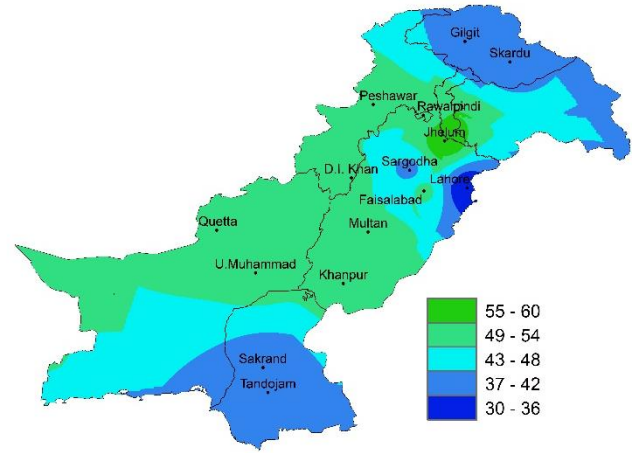 Gilgit
Skardu
Peshawar
Rawalpindi
Jhelum
Sargodha
D.I. Khan
Lahore
Faisalabad
Quetta
Multan
U.Muhammad
Khanpur
55 - 60
49 - 54
43 - 48
37 - 42
30 - 36
Sakrand
Tandojam